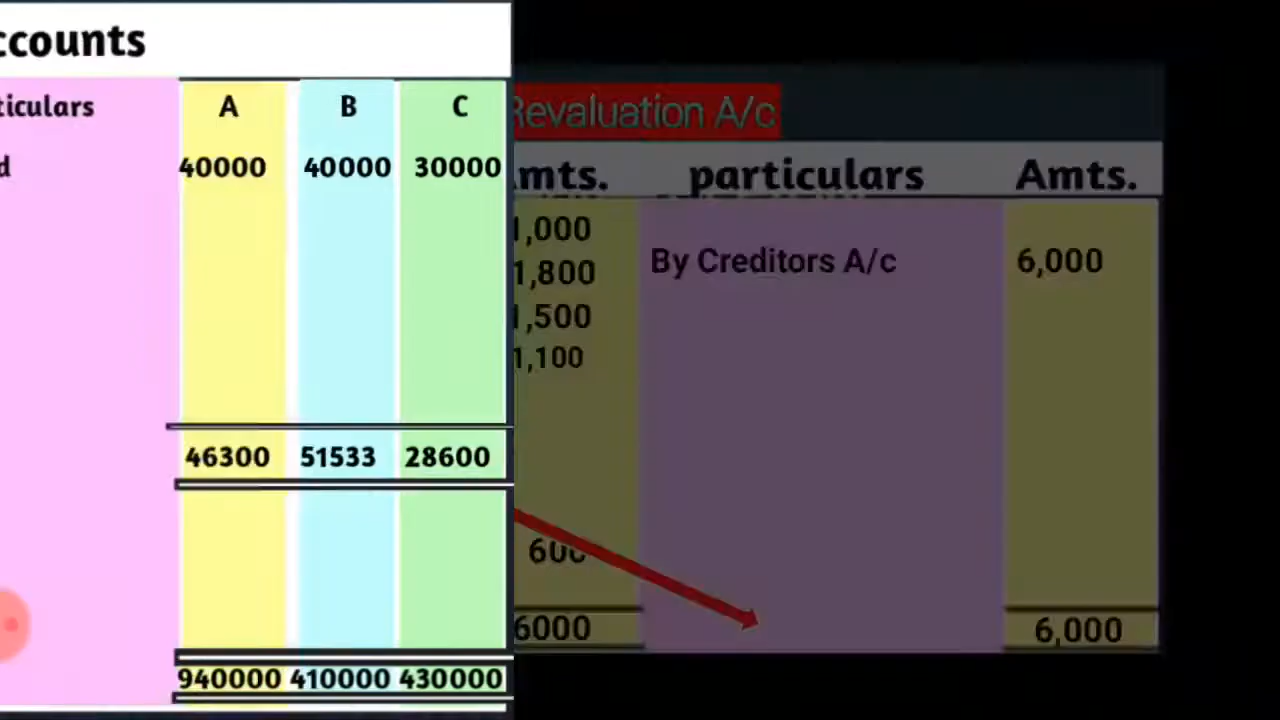 ccounts
ticulars A B C
d 40000 40000 30000
46300 51533 28600
940000 410000 430000
Revaluation A/c
mts. particulars Amts.
1,000
By Creditors A/c 6,000
1,800
1,500
1,100
600
6000 6,000